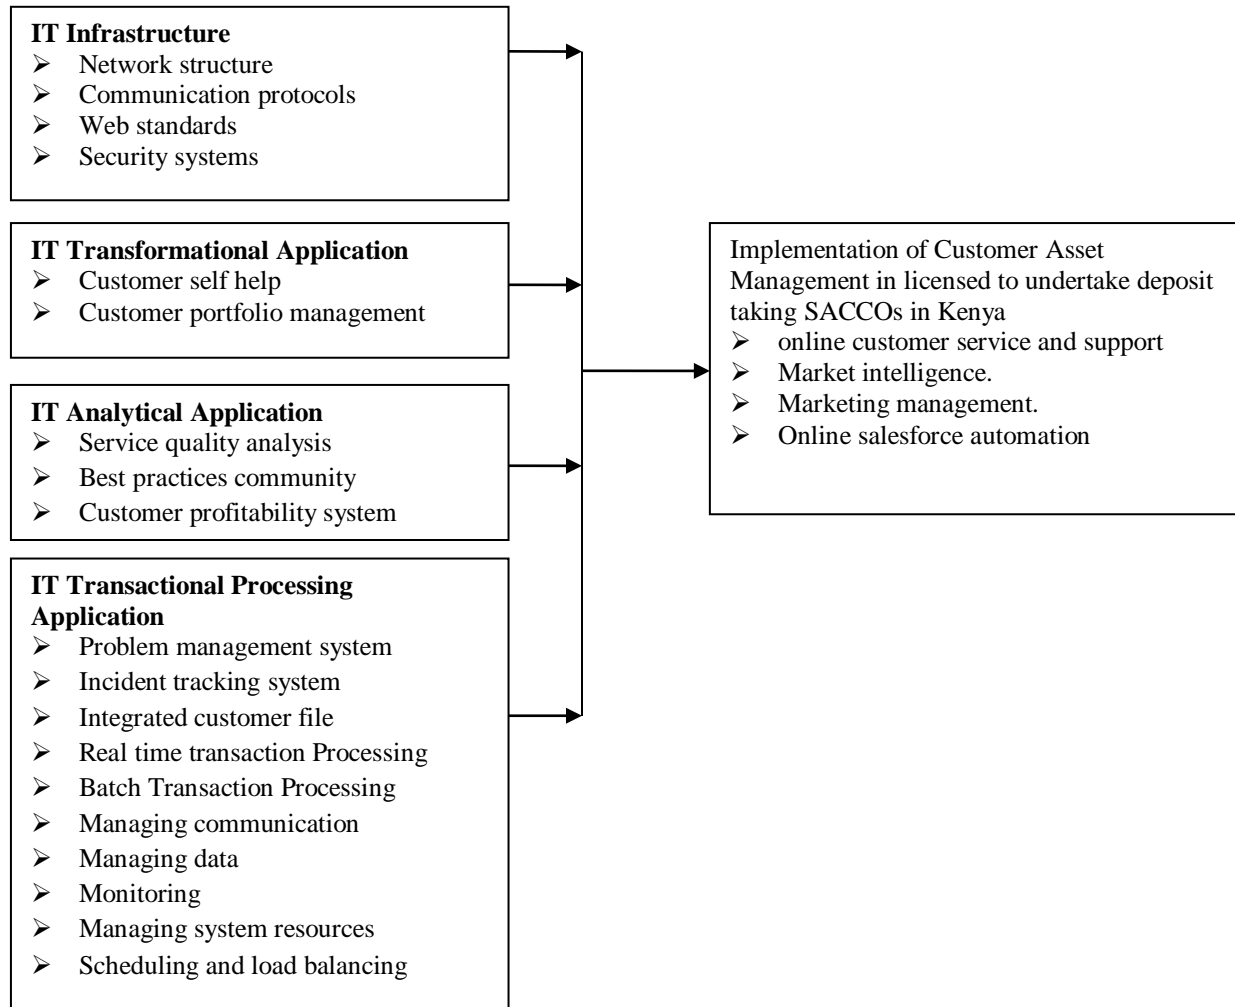 IT Infrastructure
➢ Network structure
➢ Communication protocols
➢ Web standards
➢ Security systems
IT Transformational Application
➢ Customer self help
➢ Customer portfolio management
IT Analytical Application
➢ Service quality analysis
➢ Best practices community
➢ Customer profitability system
IT Transactional Processing
Application
➢ Problem management system
➢ Incident tracking system
➢ Integrated customer file
➢ Real time transaction Processing
➢ Batch Transaction Processing
➢ Managing communication
➢ Managing data
➢ Monitoring
➢ Managing system resources
➢ Scheduling and load balancing
Implementation of Customer Asset
Management in licensed to undertake deposit
taking SACCOs in Kenya
➢ online customer service and support
➢ Market intelligence.
➢ Marketing management.
➢ Online salesforce automation